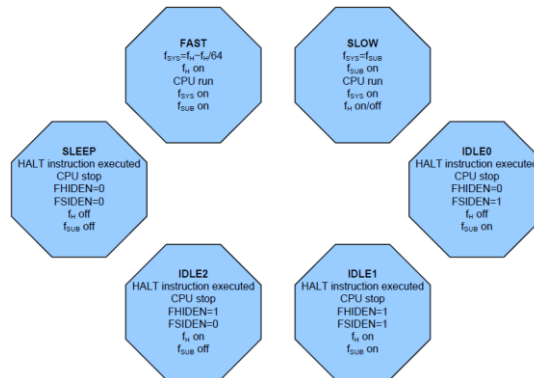 FAST
fSYS=fH~fH/64
fH on
CPU run
fSYS on
fSUB on
SLOW
fSYS=fSUB
fSUB on
CPU run
fSYS on
fH on/off
SLEEP
HALT instruction executed
CPU stop
FHIDEN=0
FSIDEN=0
fH off
fSUB off
IDLE0
HALT instruction executed
CPU stop
FHIDEN=0
FSIDEN=1
fH off
fSUB on
IDLE2
HALT instruction executed
CPU stop
FHIDEN=1
FSIDEN=0
fH on
fSUB off
IDLE1
HALT instruction executed
CPU stop
FHIDEN=1
FSIDEN=1
fH on
fSUB on